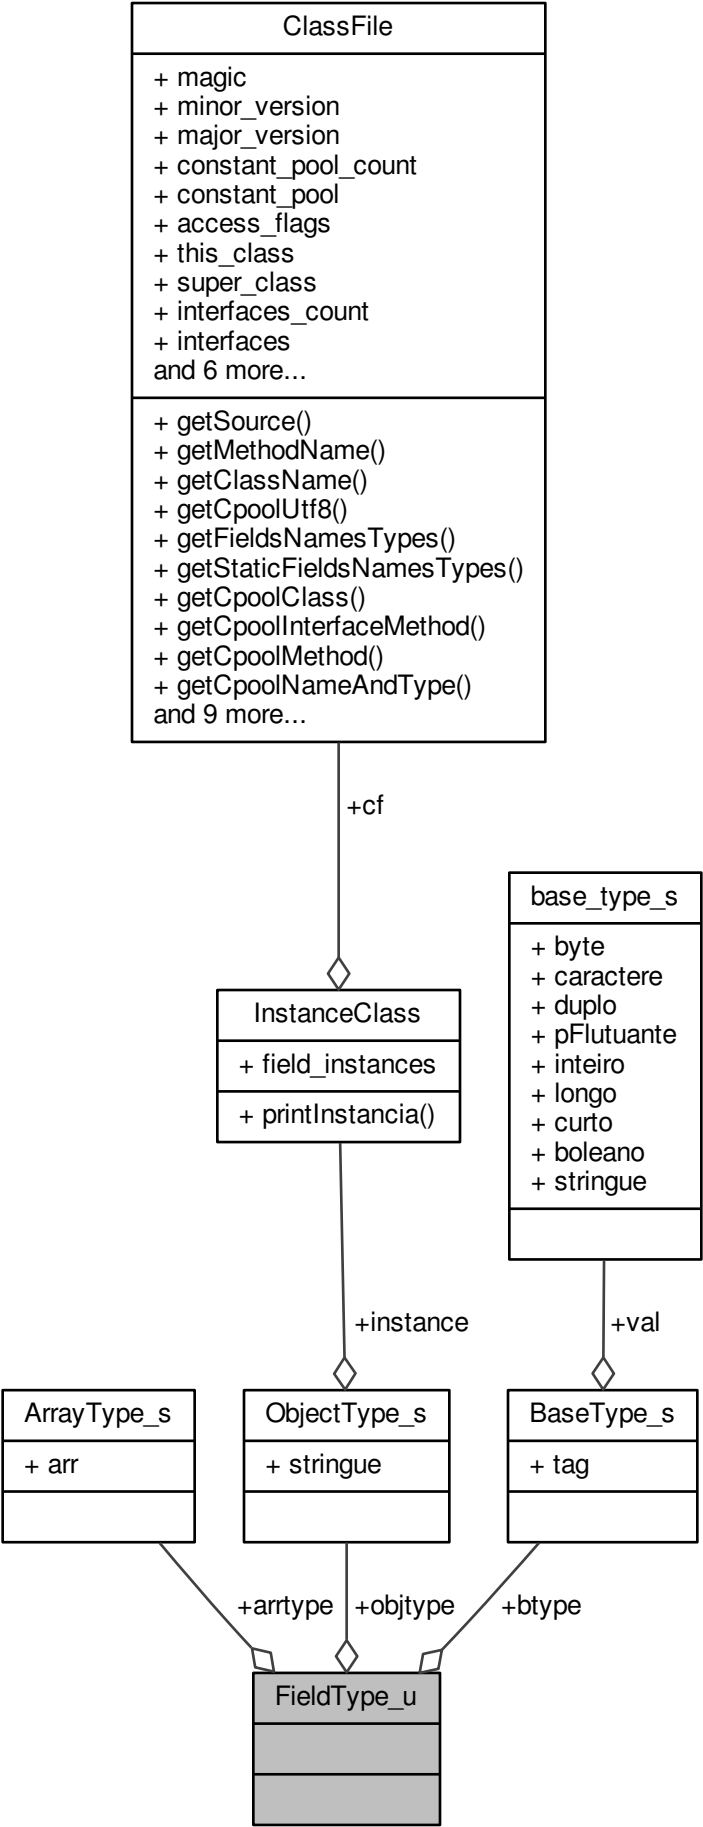 ClassFile
+ magic
+ minor_version
+ major_version
+ constant_pool_count
+ constant_pool
+ access_flags
+ this_class
+ super_class
+ interfaces_count
+ interfaces
and 6 more...
+ getSource()
+ getMethodName()
+ getClassName()
+ getCpoolUtf8()
+ getFieldsNamesTypes()
+ getStaticFieldsNamesTypes()
+ getCpoolClass()
+ getCpoolInterfaceMethod()
+ getCpoolMethod()
+ getCpoolNameAndType()
and 9 more...
+cf
InstanceClass
+ field_instances
+ printInstancia()
base_type_s
+ byte
+ caractere
+ duplo
+ pFlutuante
+ inteiro
+ longo
+ curto
+ boleano
+ stringue
+instance
+val
ArrayType_s
+ arr
ObjectType_s
+ stringue
BaseType_s
+ tag
+arrtype
+objtype
+btype
FieldType_u